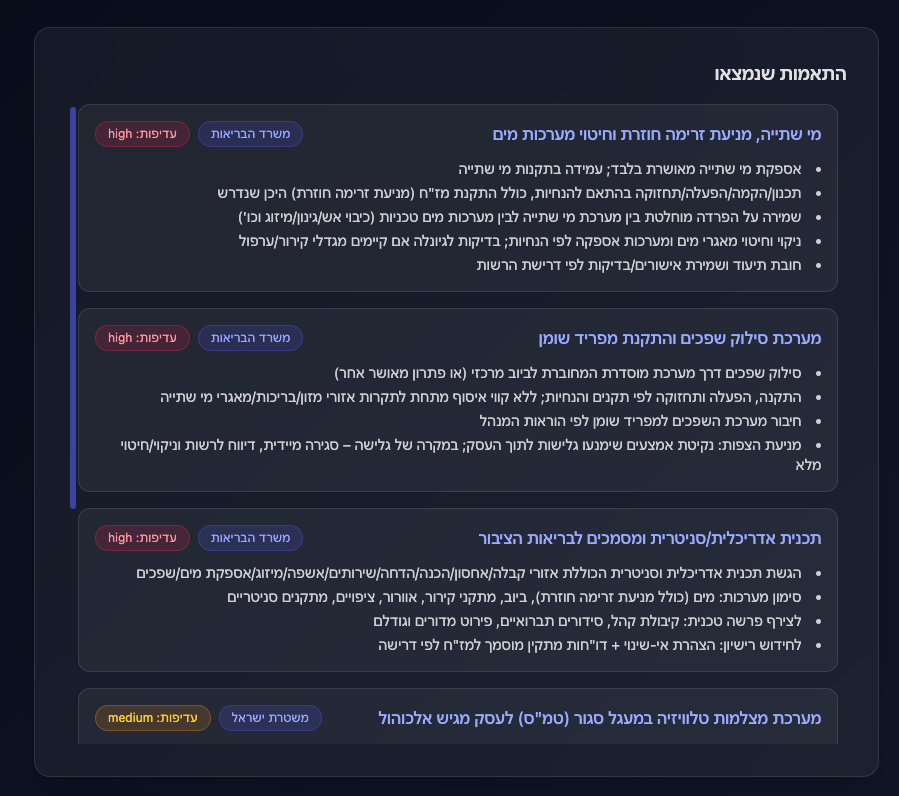 התאמות שנמצאו
מי שתייה, מניעת זרימה חוזרת וחיטוי מערכות מים
משרד הבריאות
עדיפות: high
• אספקת מי שתייה מאושרת בלבד; עמידה בתקנות מי שתייה
• תכנון/הקמה/הפעלה/תחזוקה בהתאם להנחיות, כולל התקנת מז"ח (מניעת זרימה חוזרת) היכן שנדרש
• שמירה על הפרדה מוחלטת בין מערכת מי שתייה לבין מערכות מים טכניות (כיבוי אש/גינון/מיזוג וכו')
• ניקוי וחיטוי מאגרי מים ומערכות אספקה לפי הנחיות; בדיקות לגיונלה אם קיימים מגדלי קירור/ערפול
• חובת תיעוד ושמירת אישורים/בדיקות לפי דרישת הרשות
מערכת סילוק שפכים והתקנת מפריד שומן
משרד הבריאות
עדיפות: high
• סילוק שפכים דרך מערכת מוסדרת המחוברת לביוב מרכזי (או פתרון מאושר אחר)
• התקנה, הפעלה ותחזוקה לפי תקנים והנחיות; ללא קווי איסוף מתחת לתקרות אזורי מזון/בריכות/מאגרי מי שתייה
• חיבור מערכת השפכים למפריד שומן לפי הוראות המנהל
• מניעת הצפות: נקיטת אמצעים שימנעו גלישות לתוך העסק; במקרה של גלישה – סגירה מיידית, דיווח לרשות וניקוי/חיטוי
מלא
תכנית אדריכלית/סניטרית ומסמכים לבריאות הציבור
משרד הבריאות
עדיפות: high
• הגשת תכנית אדריכלית וסניטרית הכוללת אזורי קבלה/אחסון/הכנה/הדחה/שירותים/אשפה/מיזוג/אספקת מים/שפכים
• סימון מערכות: מים (כולל מניעת זרימה חוזרת), ביוב, מתקני קירור, אוורור, ציפויים, מתקנים סניטריים
• לצירף פרשה טכנית: קיבולת קהל, סידורים תברואיים, פירוט מדורים וגודלם
• לחידוש רישיון: הצהרת אי-שינוי + דו"חות מתקין מוסמך למז"ח לפי דרישה
מערכת מצלמות טלוויזיה במעגל סגור (טמ"ס) לעסק מגיש אלכוהול
משטרת ישראל
עדיפות: medium